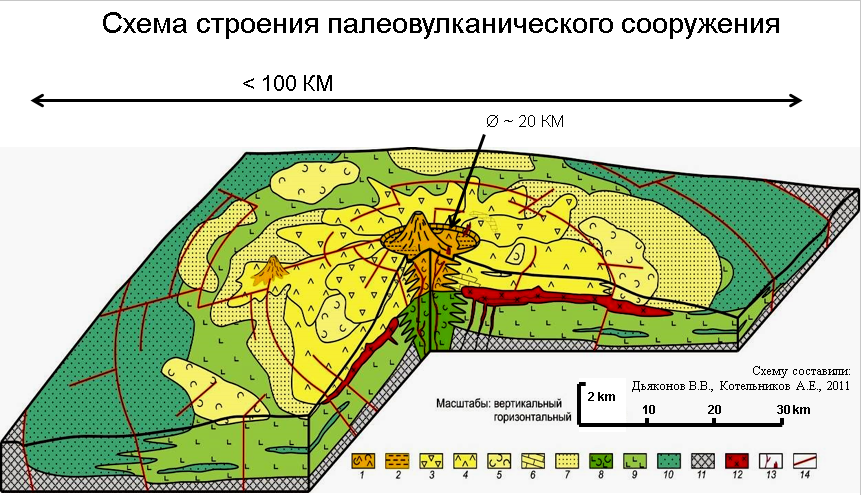 Схема строения палеовулканического сооружения
< 100 КМ
Ø ~ 20 КМ
Схему составили:
Дьяконов В.В., Котельников А.Е., 2011
Масштабы: вертикальный
горизонтальный
2 km
10 20 30 km
1 2 3 4 5 6 7 8 9 10 11 12 13 14